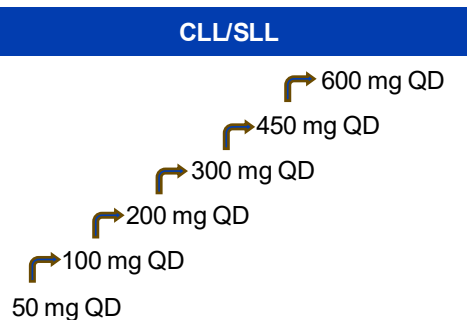 CLL/SLL
600 mg QD
450 mg QD
300 mg QD
200 mg QD
100 mg QD
50 mg QD